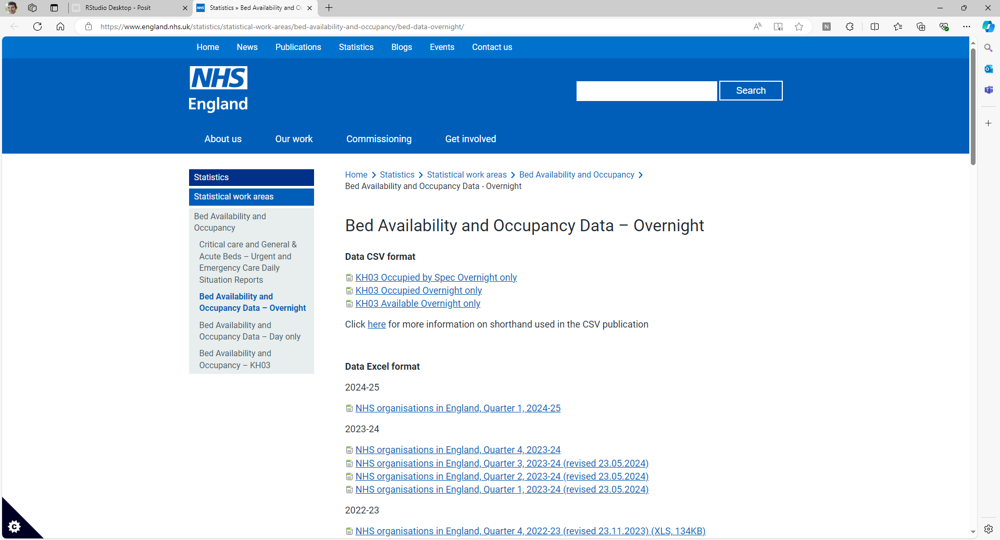 RStudio Desktop - Posit
Statistics » Bed Availability and Oc
https://www.england.nhs.uk/statistics/statistical-work-areas/bed-availability-and-occupancy/bed-data-overnight/
Home News Publications Statistics Blogs Events Contact us
NHS
England
Search
About us Our work Commissioning Get involved
Statistics
Statistical work areas
Bed Availability and
Occupancy
Critical care and General &
Acute Beds – Urgent and
Emergency Care Daily
Situation Reports
Bed Availability and
Occupancy Data – Overnight
Bed Availability and
Occupancy Data – Day only
Bed Availability and
Occupancy – KH03
Home > Statistics > Statistical work areas > Bed Availability and Occupancy >
Bed Availability and Occupancy Data - Overnight
Bed Availability and Occupancy Data – Overnight
Data CSV format
KH03 Occupied by Spec Overnight only
KH03 Occupied Overnight only
KH03 Available Overnight only
Click here for more information on shorthand used in the CSV publication
Data Excel format
2024-25
NHS organisations in England, Quarter 1, 2024-25
2023-24
NHS organisations in England, Quarter 4, 2023-24
NHS organisations in England, Quarter 3, 2023-24 (revised 23.05.2024)
NHS organisations in England, Quarter 2, 2023-24 (revised 23.05.2024)
NHS organisations in England, Quarter 1, 2023-24 (revised 23.05.2024)
2022-23
NHS organisations in England, Quarter 4, 2022-23 (revised 23.11.2023) (XLS, 134KB)